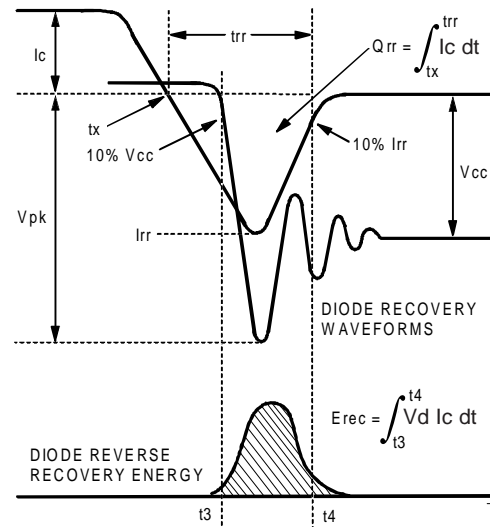 trr
trr
Ic
Qrr = ∫ Ic dt
tx
tx
10% Vcc
10% Irr
Vcc
Vpk
Irr
DIODE RECOVERY
WAVEFORMS
t4
Erec = ∫ Vd Ic dt
t3
DIODE REVERSE
RECOVERY ENERGY
t3
t4